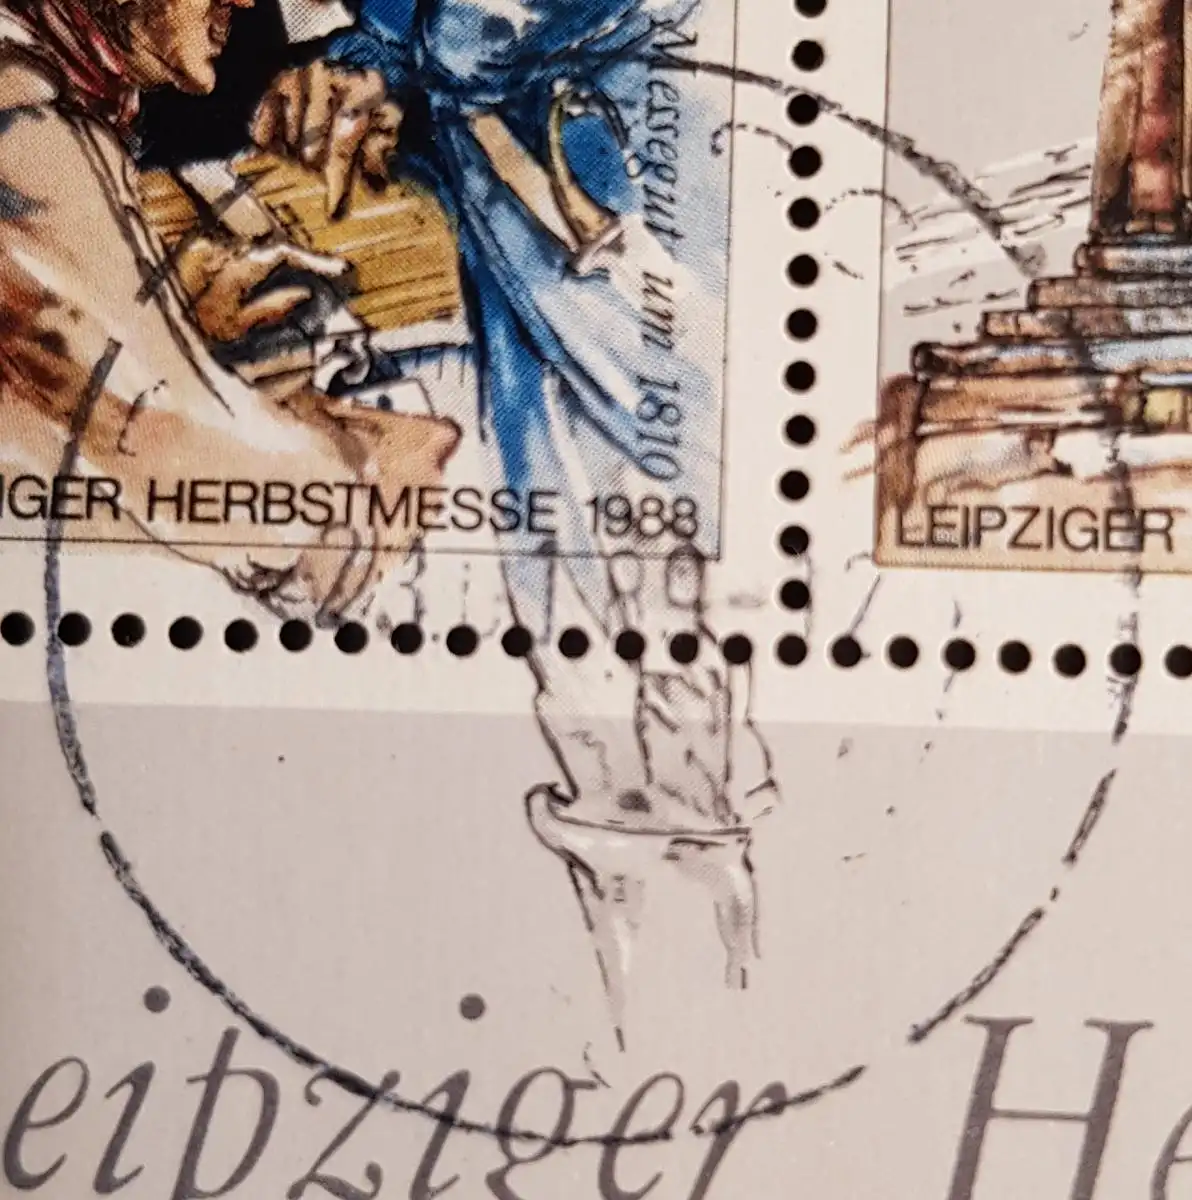 Messegut um 1810
IGER HERBSTMESSE 1988
LEIPZIGER
eipziger He